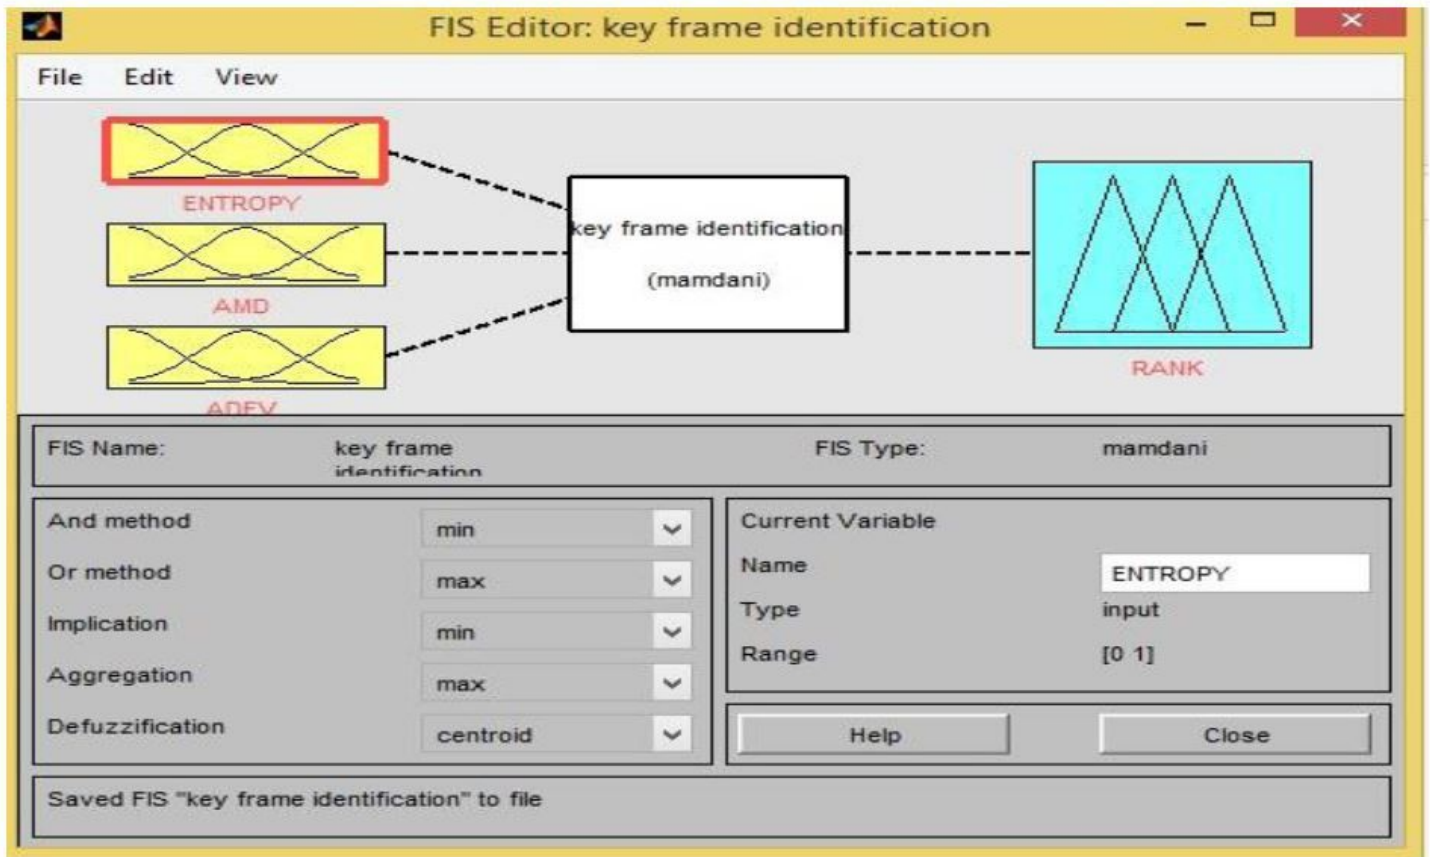 FIS Editor: key frame identification
File Edit View
ENTROPY
AMD
ADEV
key frame identification
(mamdani)
RANK
FIS Name: key frame identification FIS Type: mamdani
And method min
Or method max
Implication min
Aggregation max
Defuzzification centroid
Current Variable
Name ENTROPY
Type input
Range [0 1]
Help Close
Saved FIS "key frame identification" to file